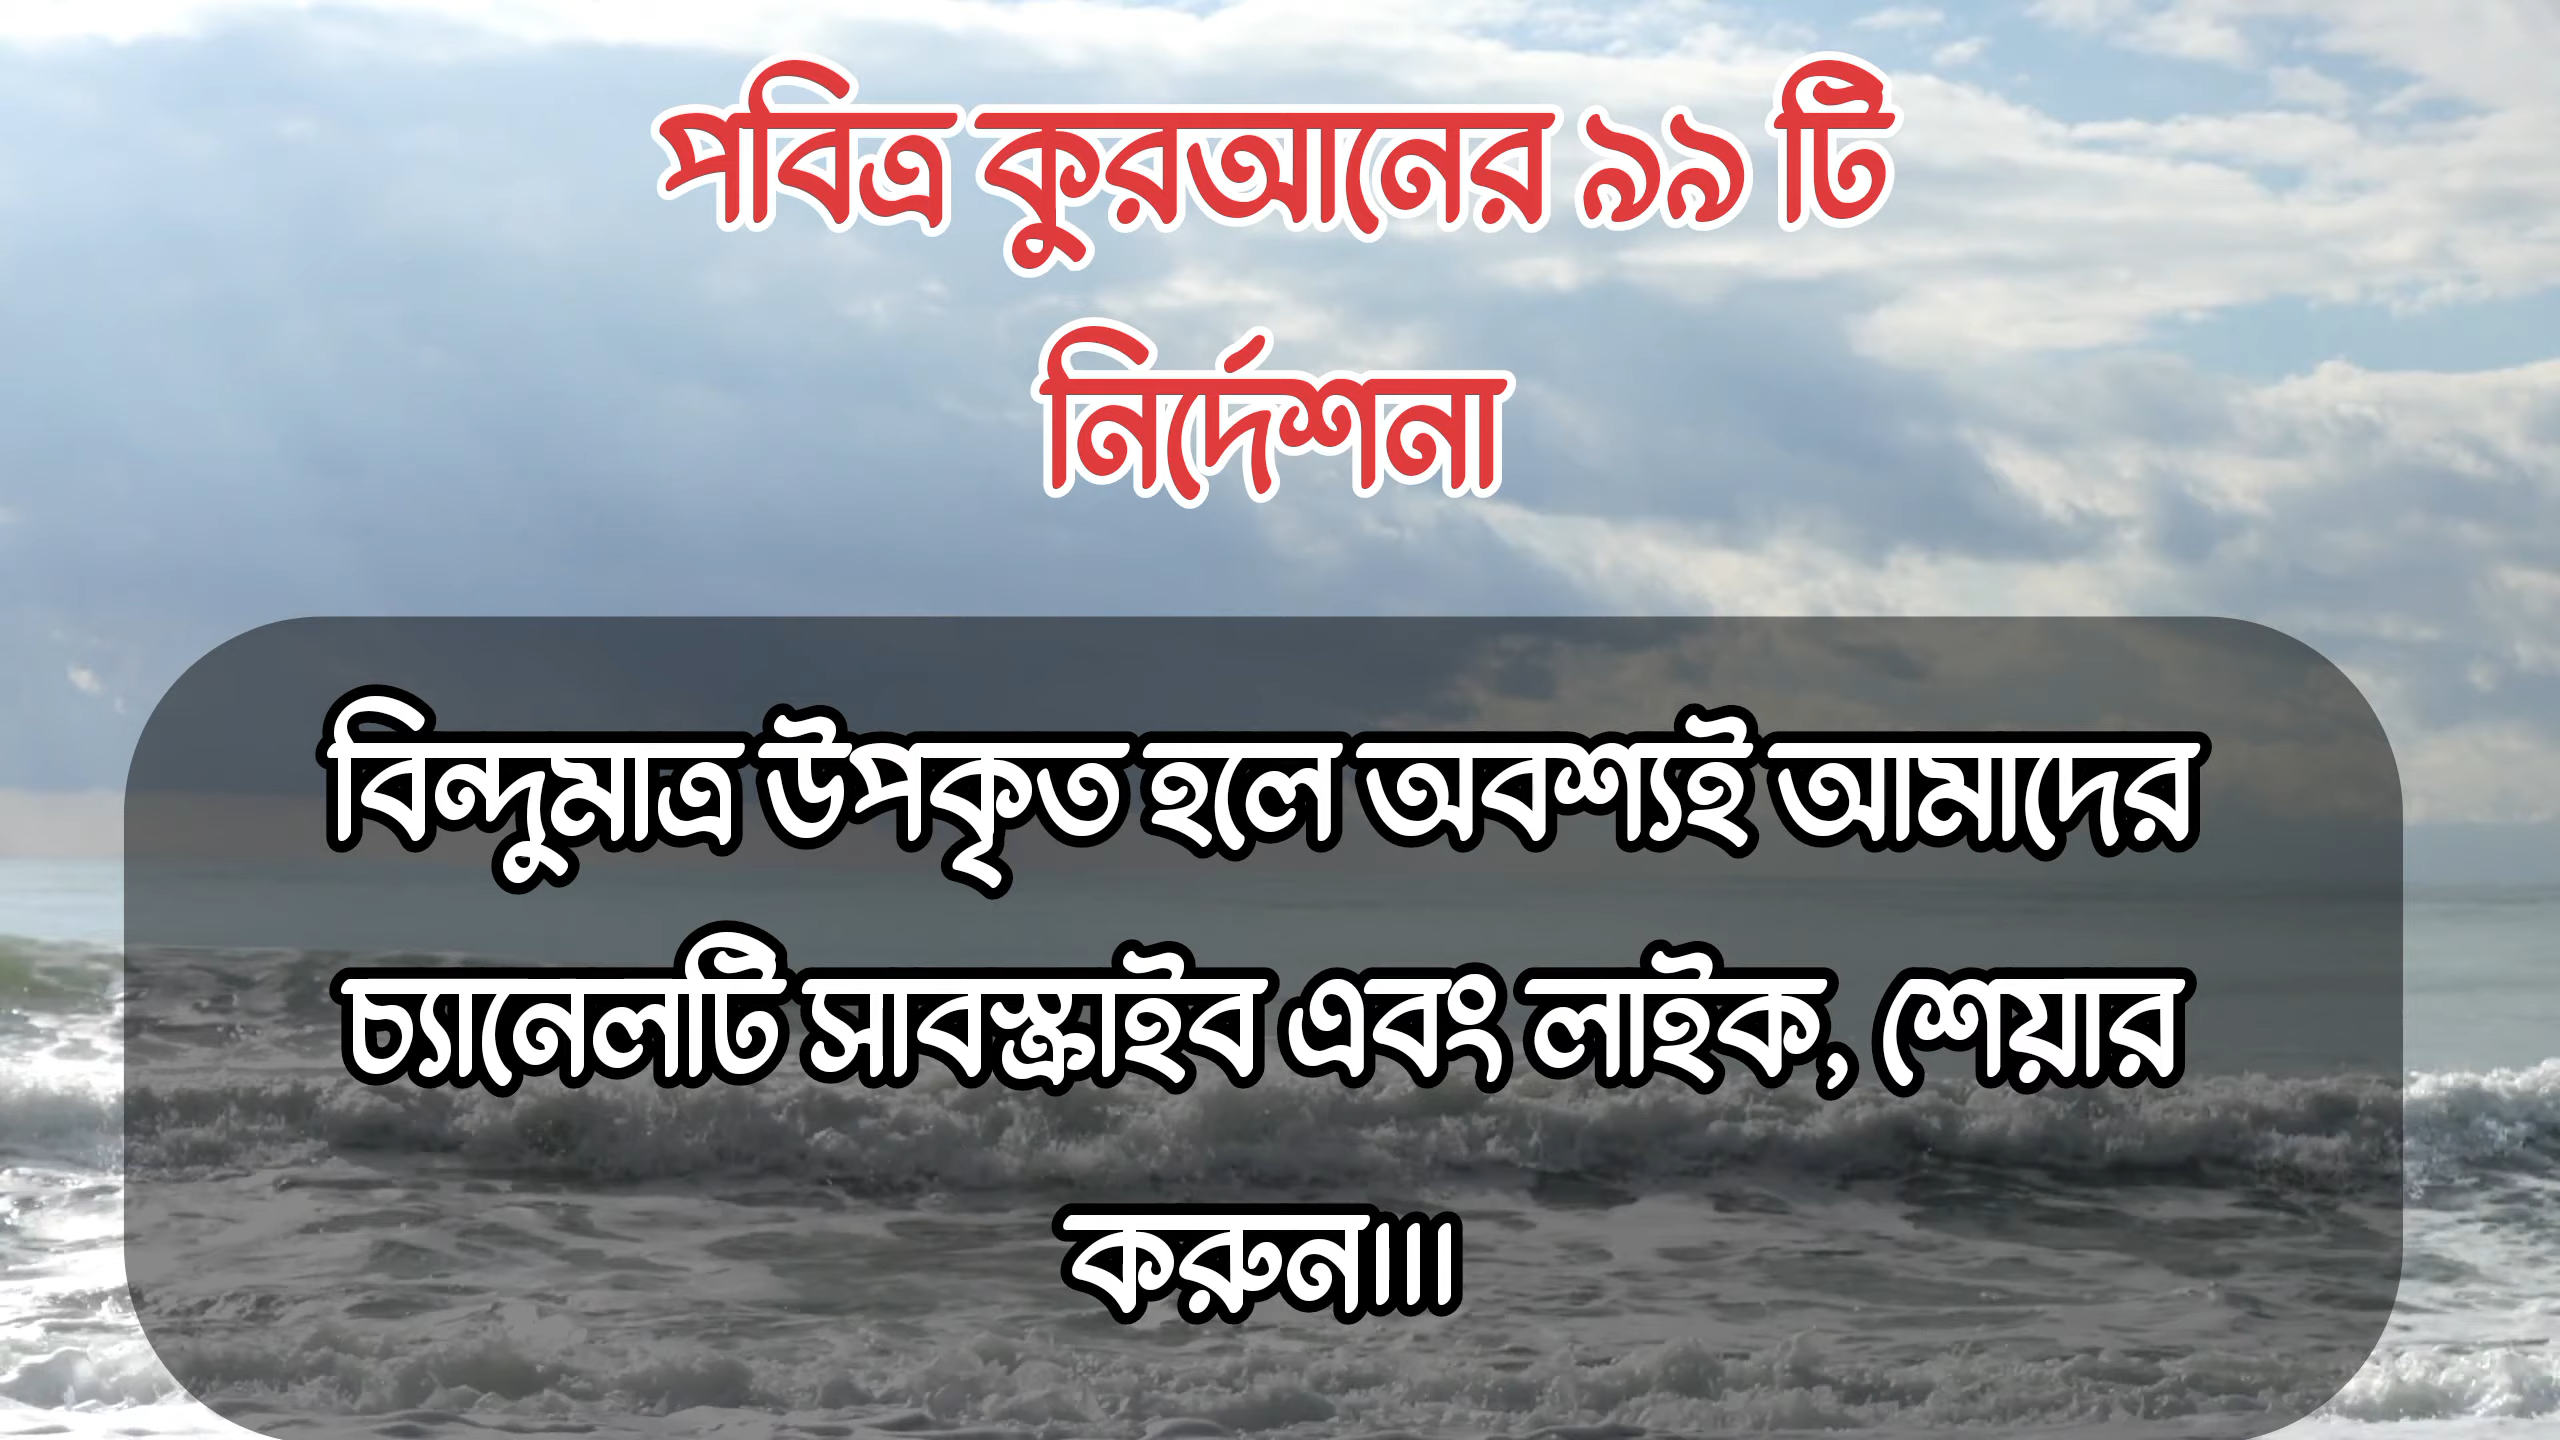 পবিত্র কুরআনের ৯৯ টি
নির্দেশনা
বিন্দুমাত্র উপকৃত হলে অবশ্যই আমাদের
চ্যানেলটি সাবস্ক্রাইব এবং লাইক, শেয়ার
করুন।।।